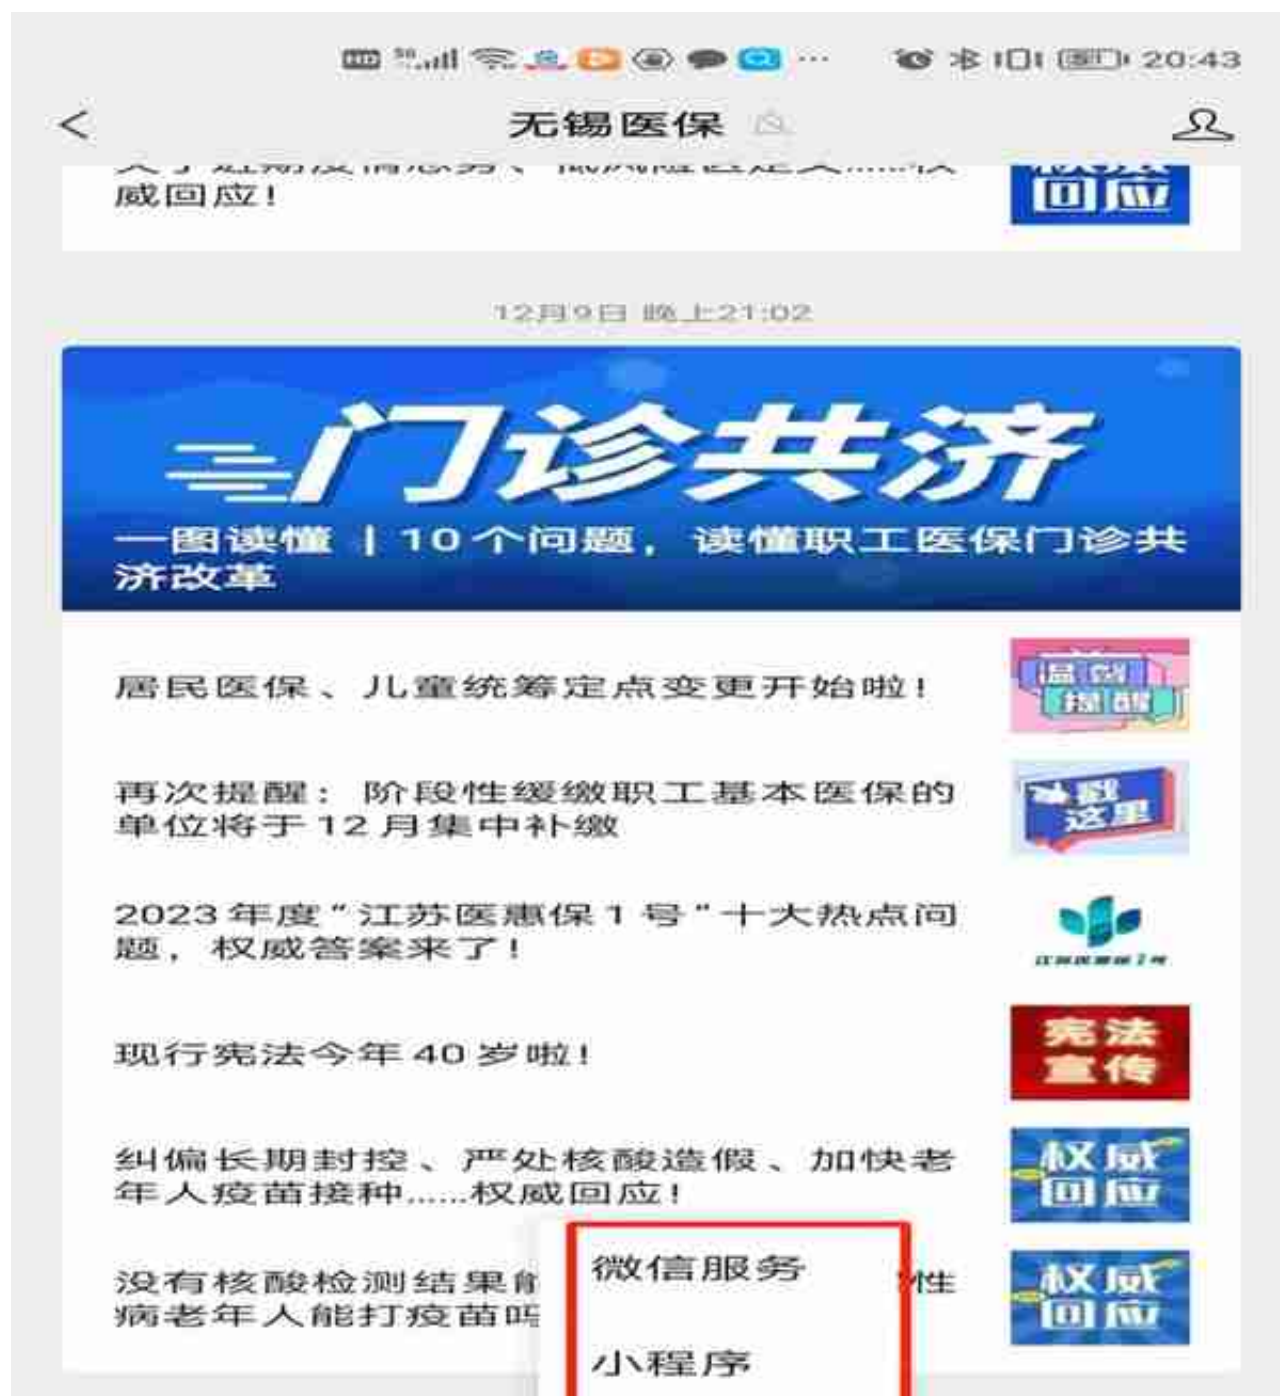 20:43
无锡医保
威回应!
回应
12月9日 晚上21:02
门诊共济
一图读懂 | 10个问题，读懂职工医保门诊共
济改革
居民医保、儿童统筹定点变更开始啦!
温馨
提醒
再次提醒：阶段性缓缴职工基本医保的
单位将于12月集中补缴
戳
这里
2023年度“江苏医惠保1号”十大热点问
题，权威答案来了!
江苏医惠保1号
现行宪法今年40岁啦!
宪法
宣传
纠偏长期封控、严处核酸造假、加快老
年人疫苗接种......权威回应!
权威
回应
没有核酸检测结果能
性
病老年人能打疫苗吗
权威
回应
微信服务
小程序